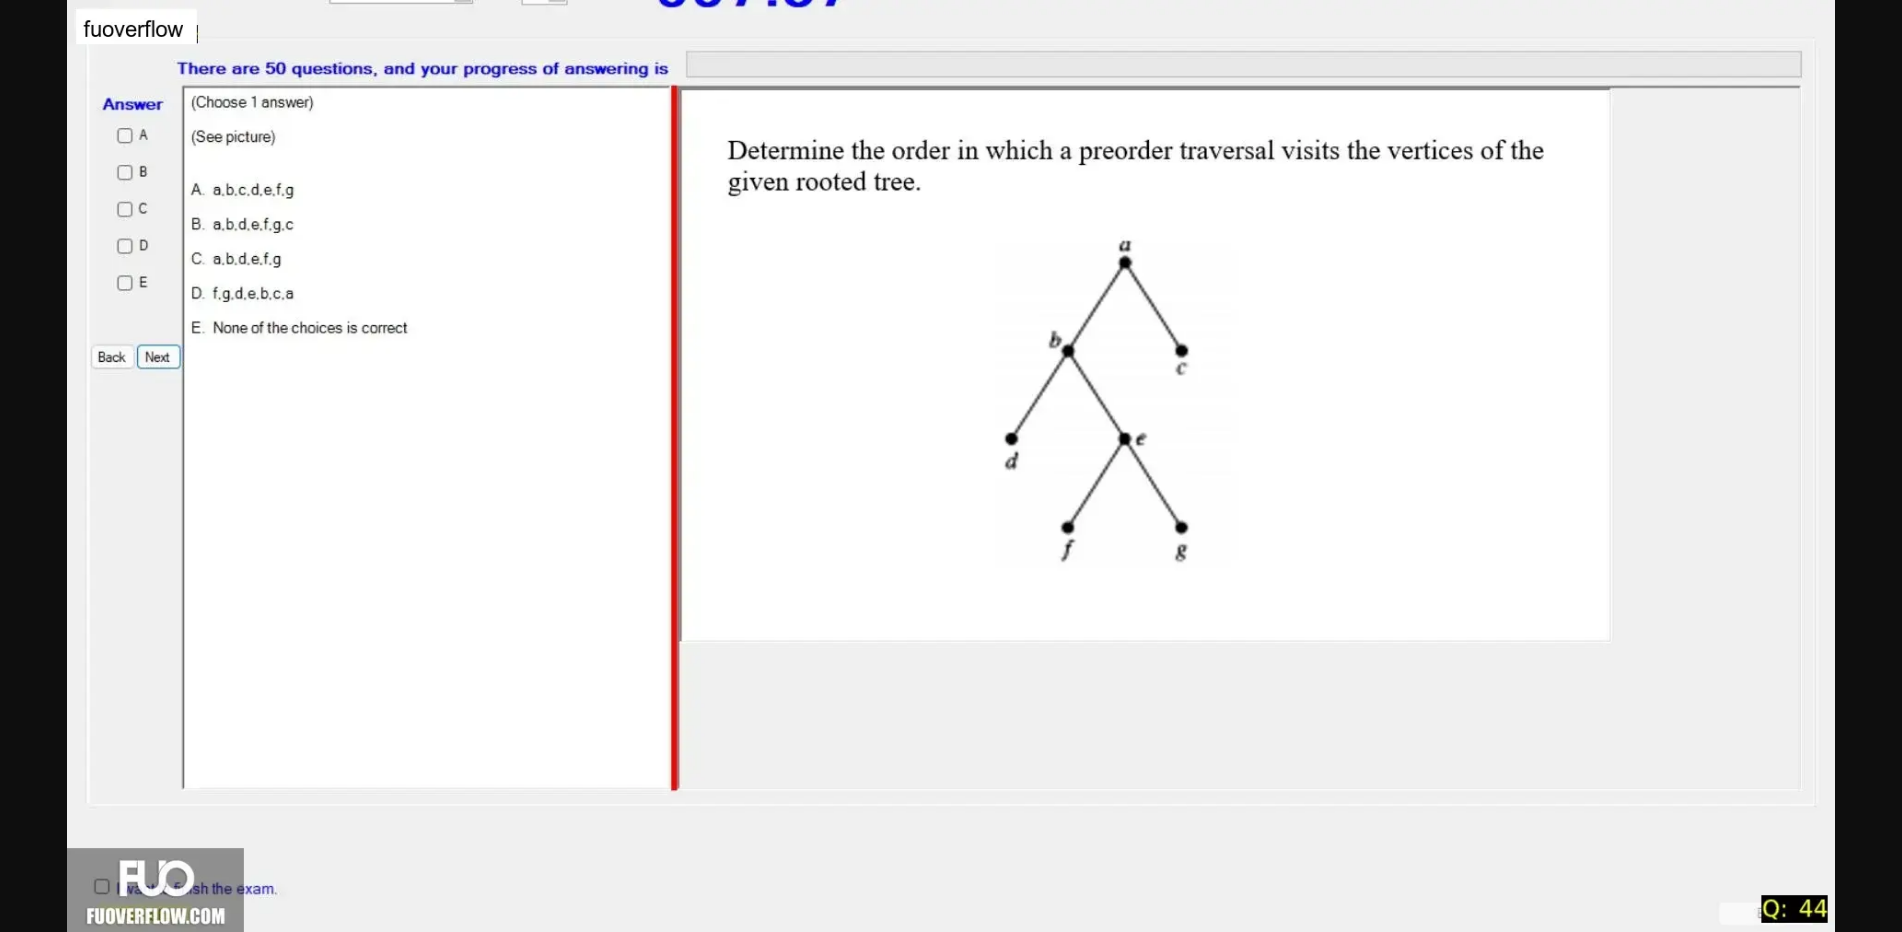 fuoverflow
There are 50 questions, and your progress of answering is
Answer
A
B
C
D
E
Back
Next
(Choose 1 answer)
(See picture)
A. a,b,c,d,e,f,g
B. a,b,d,e,f,g,c
C. a,b,d,e,f,g
D. f,g,d,e,b,c,a
E. None of the choices is correct
Determine the order in which a preorder traversal visits the vertices of the
given rooted tree.
a
b
c
d
e
f
g
FUO
the exam.
FUOVERFLOW.COM
Q: 44